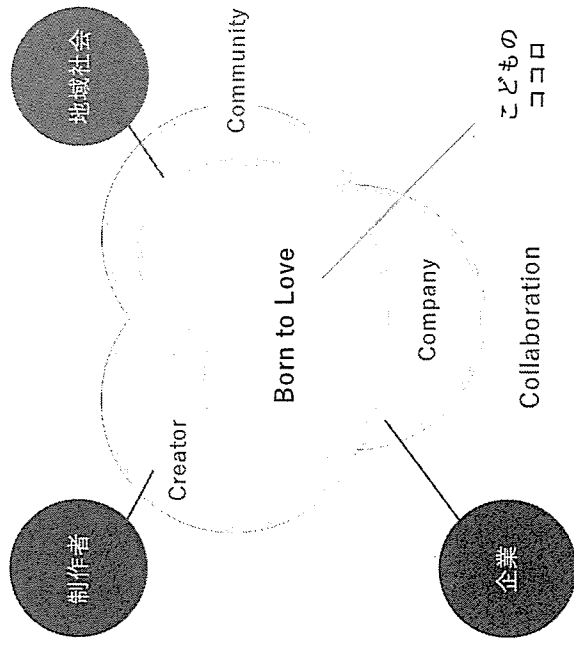 制作者
地域社会
Creator
Community
Born to Love
Company
企業
Collaboration
こどもの
ココロ